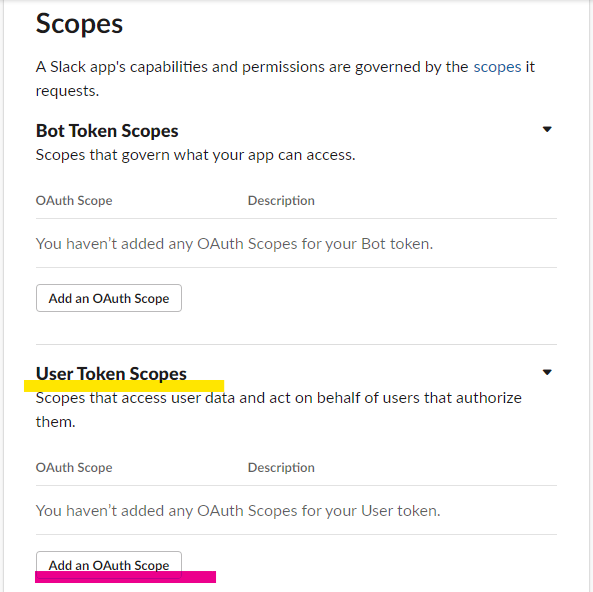 Scopes
A Slack app's capabilities and permissions are governed by the scopes it
requests.
Bot Token Scopes
Scopes that govern what your app can access.
OAuth Scope Description
You haven’t added any OAuth Scopes for your Bot token.
Add an OAuth Scope
User Token Scopes
Scopes that access user data and act on behalf of users that authorize
them.
OAuth Scope Description
You haven’t added any OAuth Scopes for your User token.
Add an OAuth Scope